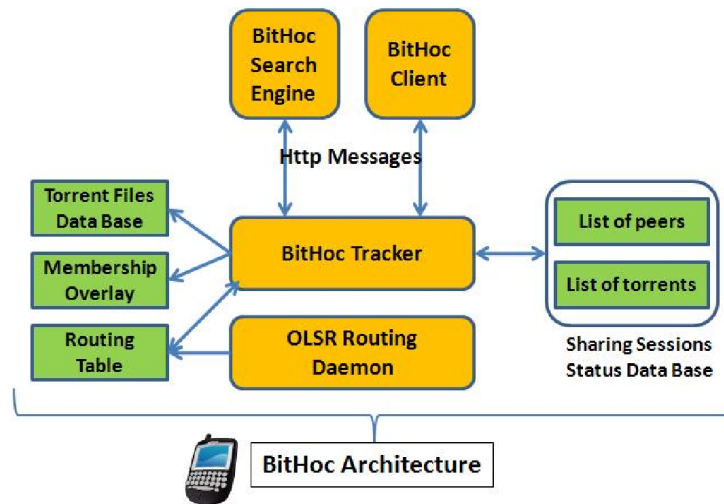 BitHoc
Search
Engine
BitHoc
Client
Http Messages
Torrent Files
Data Base
Membership
Overlay
Routing
Table
BitHoc Tracker
OLSR Routing
Daemon
List of peers
List of torrents
Sharing Sessions
Status Data Base
BitHoc Architecture